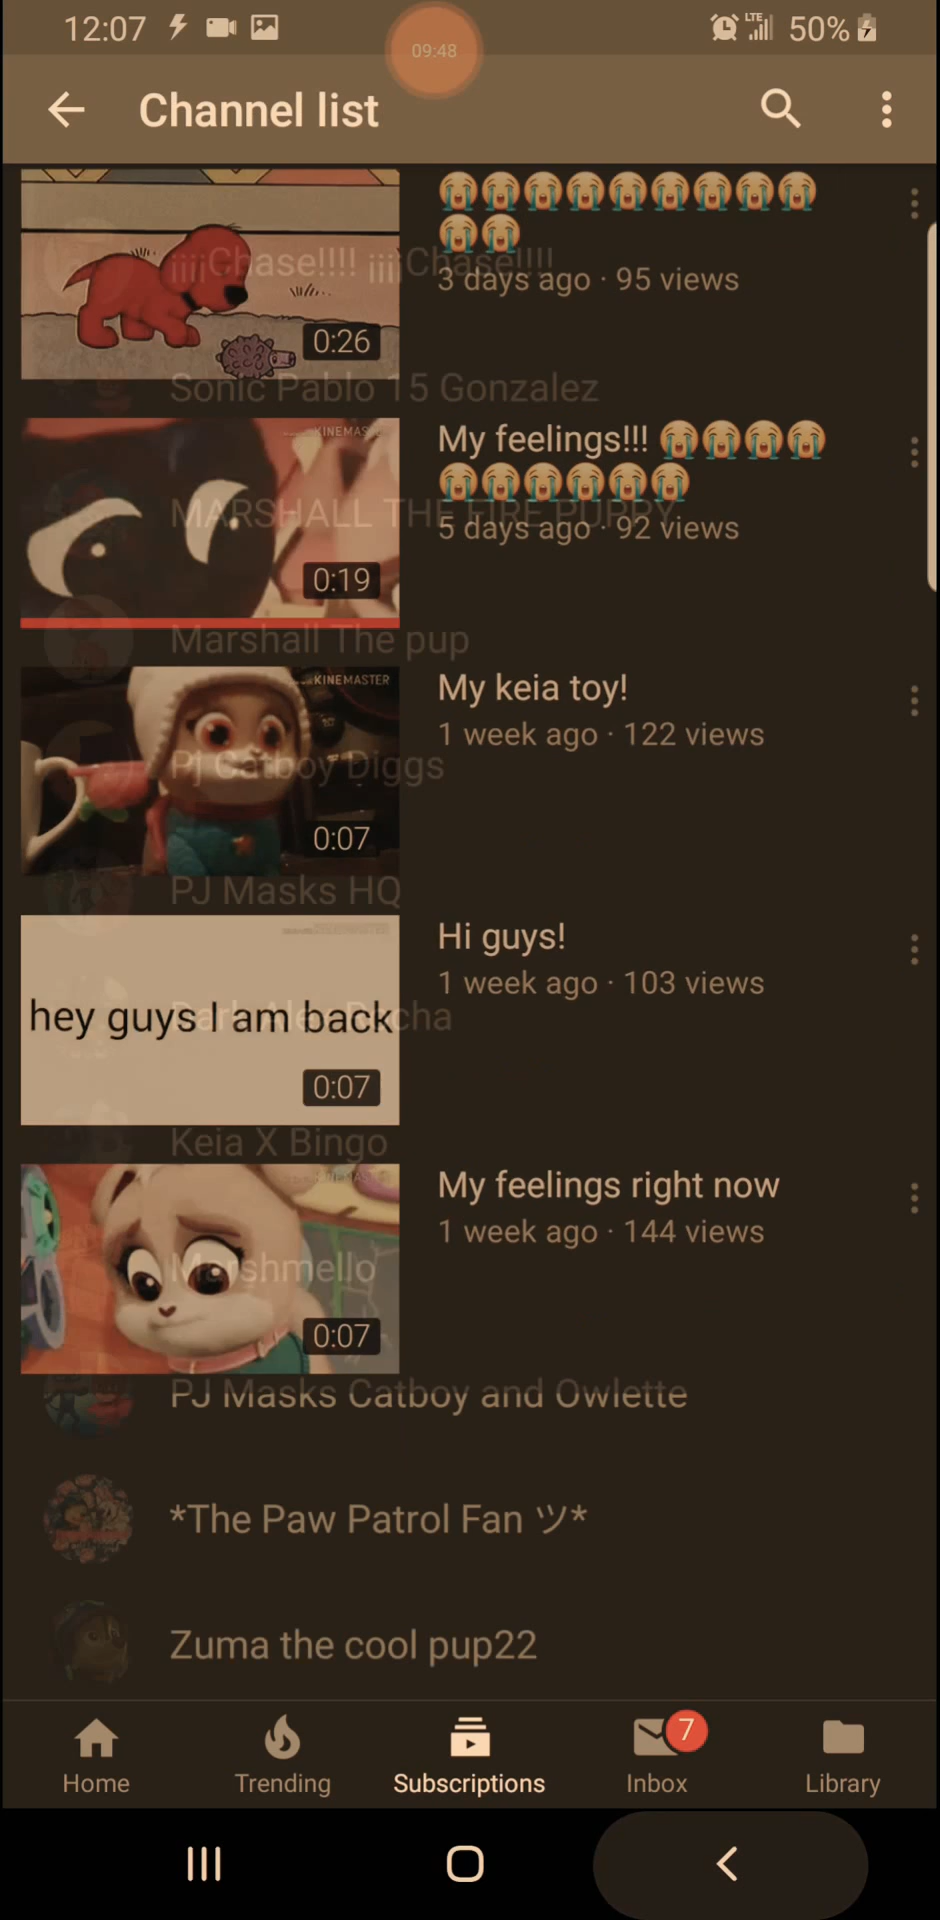 12:07
LTE
50%
09:48
Channel list
😭😭😭😭😭😭😭😭😭
😭😭
3 days ago · 95 views
0:26
¡¡¡¡Chase!!!! ¡¡¡¡Chase!!!!
Sonic Pablo 15 Gonzalez
KINEMASTER
My feelings!!! 😭😭😭😭
😭😭😭😭😭😭
5 days ago · 92 views
0:19
MARSHALL THE FIRE PUPPY
Marshall The pup
KINEMASTER
My keia toy!
1 week ago · 122 views
0:07
Pj Catboy Diggs
PJ Masks HQ
Hi guys!
1 week ago · 103 views
hey guys I am back
0:07
Keia X Bingo
My feelings right now
1 week ago · 144 views
Marshmello
0:07
PJ Masks Catboy and Owlette
*The Paw Patrol Fan ツ*
Zuma the cool pup22
7
Home
Trending
Subscriptions
Inbox
Library